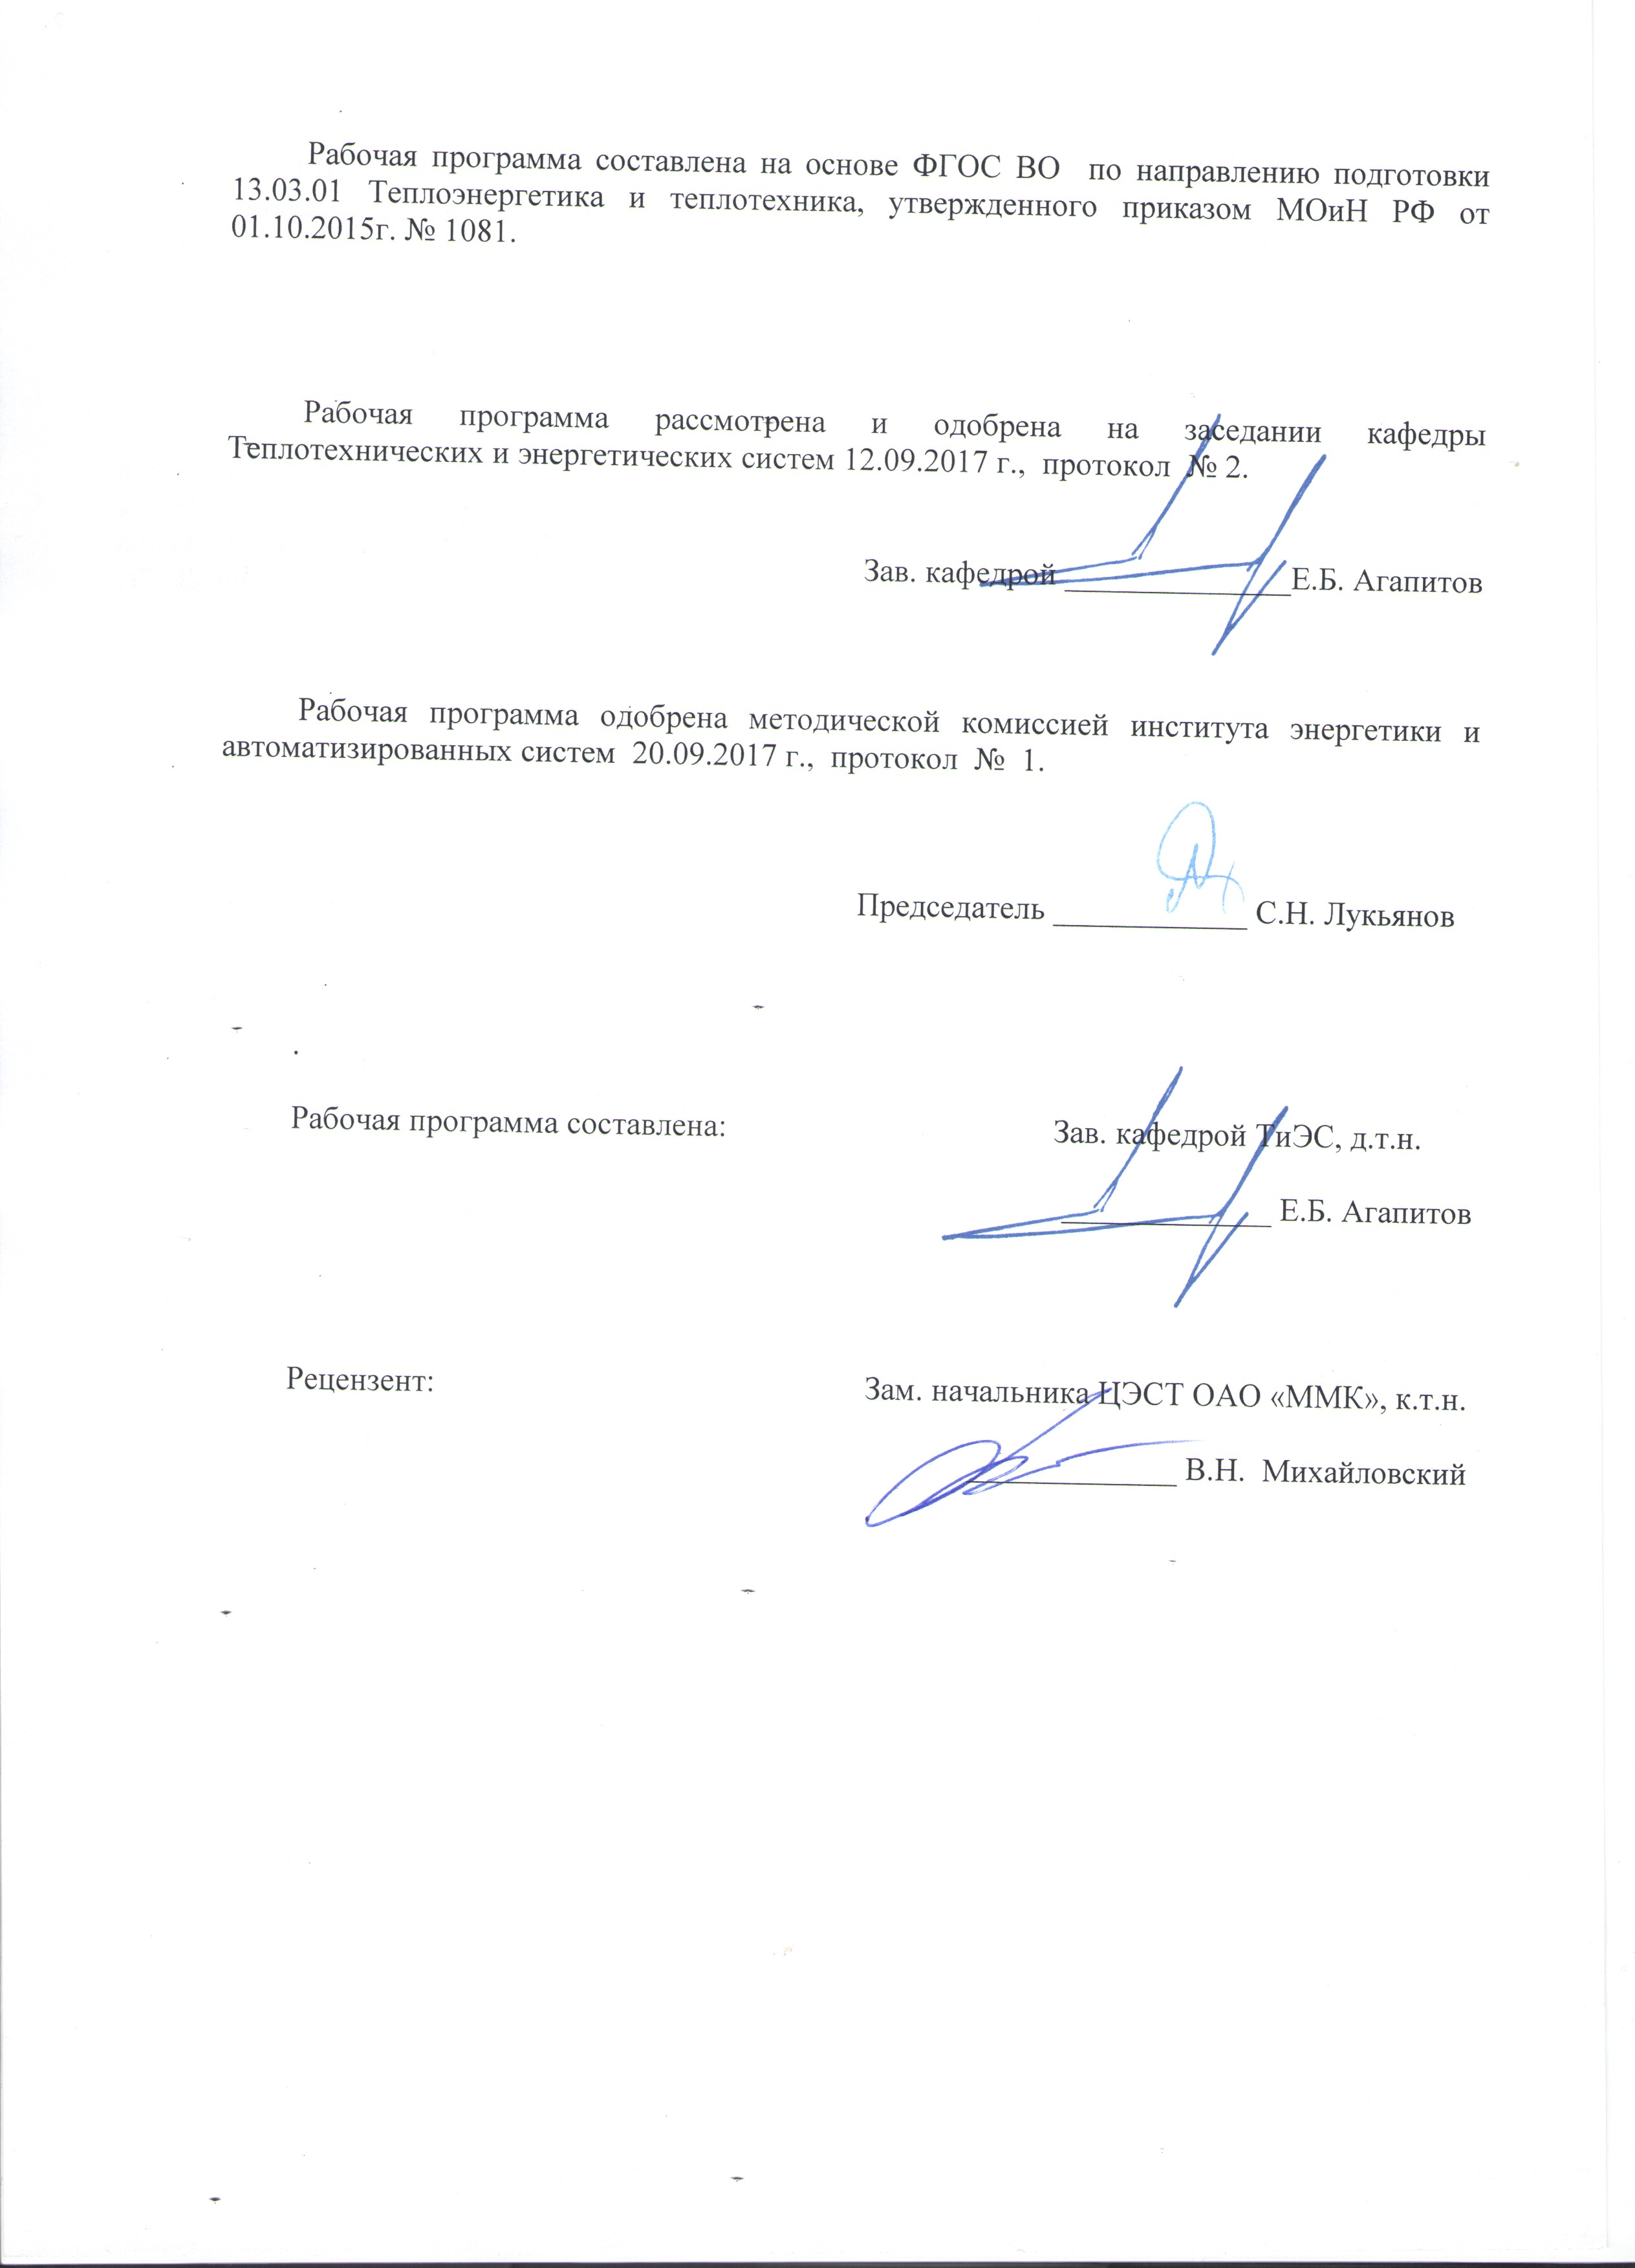 Рабочая программа составлена на основе ФГОС ВО по направлению подготовки
13.03.01 Теплоэнергетика и теплотехника, утвержденного приказом МОиН РФ от
01.10.2015г. № 1081.
Рабочая программа рассмотрена и одобрена на заседании кафедры
Теплотехнических и энергетических систем 12.09.2017 г., протокол № 2.
Зав. кафедрой ______________Е.Б. Агапитов
Рабочая программа одобрена методической комиссией института энергетики и
автоматизированных систем 20.09.2017 г., протокол № 1.
Председатель ____________ С.Н. Лукьянов
Рабочая программа составлена: Зав. кафедрой ТиЭС, д.т.н.
_____________ Е.Б. Агапитов
Рецензент: Зам. начальника ЦЭСТ ОАО «ММК», к.т.н.
_____________ В.Н. Михайловский